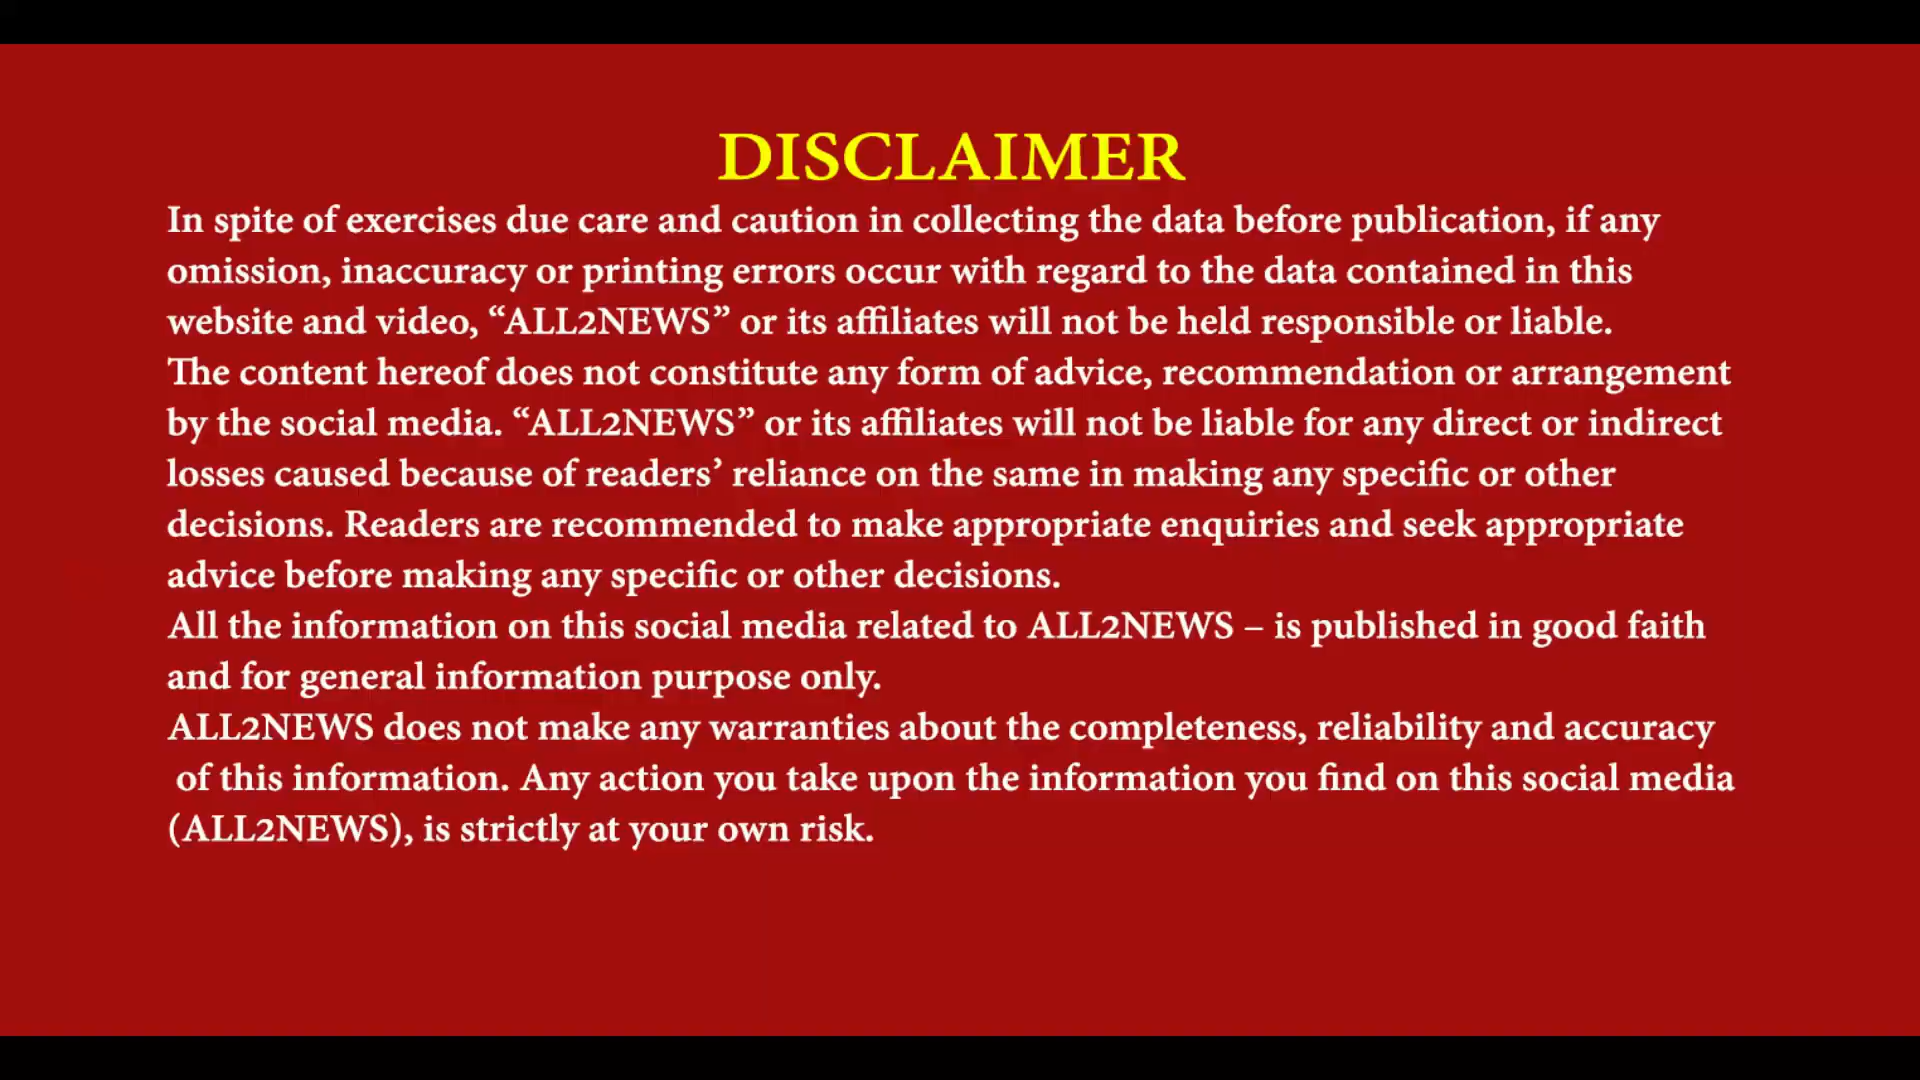 DISCLAIMER
In spite of exercises due care and caution in collecting the data before publication, if any
omission, inaccuracy or printing errors occur with regard to the data contained in this
website and video, “ALL2NEWS” or its affiliates will not be held responsible or liable.
The content hereof does not constitute any form of advice, recommendation or arrangement
by the social media. “ALL2NEWS” or its affiliates will not be liable for any direct or indirect
losses caused because of readers’ reliance on the same in making any specific or other
decisions. Readers are recommended to make appropriate enquiries and seek appropriate
advice before making any specific or other decisions.
All the information on this social media related to ALL2NEWS – is published in good faith
and for general information purpose only.
ALL2NEWS does not make any warranties about the completeness, reliability and accuracy
of this information. Any action you take upon the information you find on this social media
(ALL2NEWS), is strictly at your own risk.